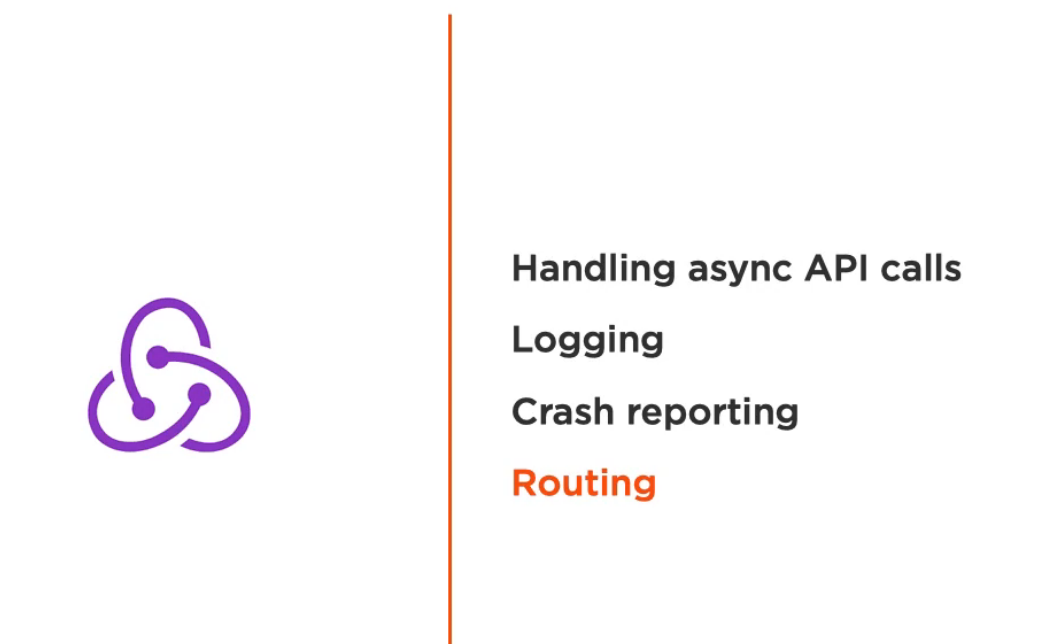 Handling async API calls
Logging
Crash reporting
Routing